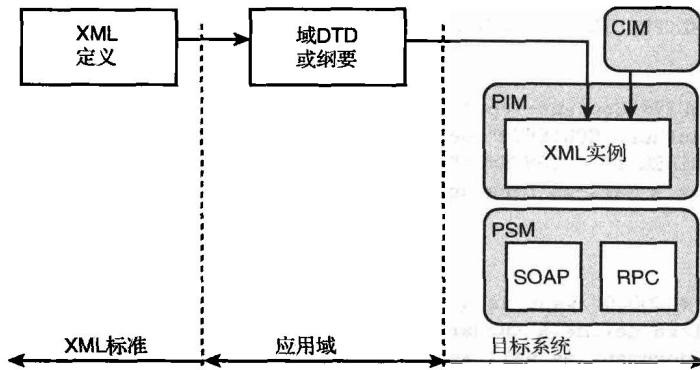 XML
定义
域DTD
或纲要
CIM
PIM
XML实例
PSM
SOAP
RPC
XML标准
应用域
目标系统